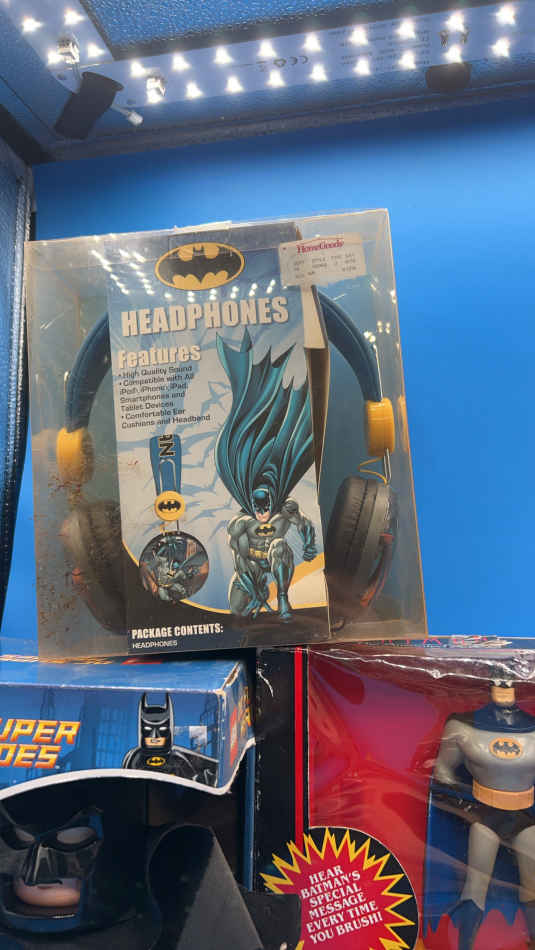 HomeGoods
HEADPHONES
Features
• High Quality Sound
• Compatible with All
iPod, iPhone, iPad,
Smartphones and
Tablet Devices
• Comfortable Ear
Cushions and Headband
PACKAGE CONTENTS:
HEADPHONES
UPER
OES
HEAR
BATMAN'S
SPECIAL
MESSAGE
EVERY TIME
YOU BRUSH!